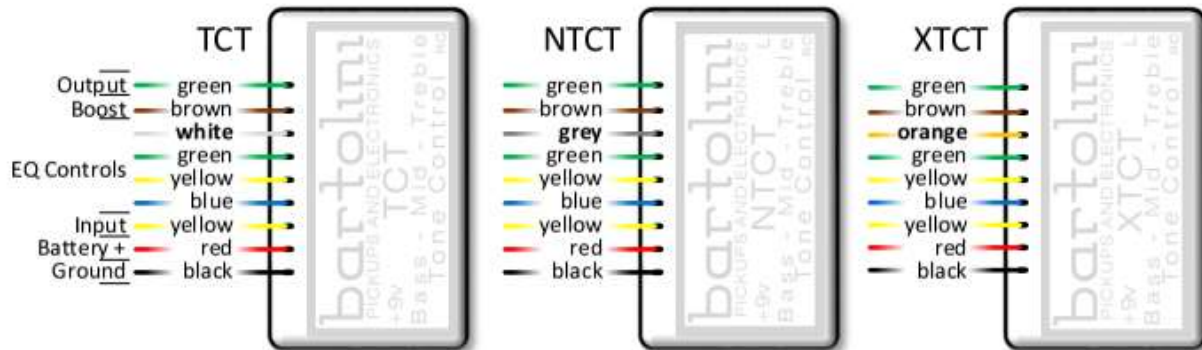 TCT
Output
Boost
EQ Controls
Input
Battery +
Ground
green
brown
white
green
yellow
blue
yellow
red
black
bartolini
PICKUPS AND ELECTRONICS
+9v TCT
Bass - Mid - Treble
Tone Control HC
NTCT
green
brown
grey
green
yellow
blue
yellow
red
black
bartolini
PICKUPS AND ELECTRONICS
+9v NTCT L
Bass - Mid - Treble
Tone Control HC
XTCT
green
brown
orange
green
yellow
blue
yellow
red
black
bartolini
PICKUPS AND ELECTRONICS
+9v XTCT L
Bass - Mid - Treble
Tone Control HC